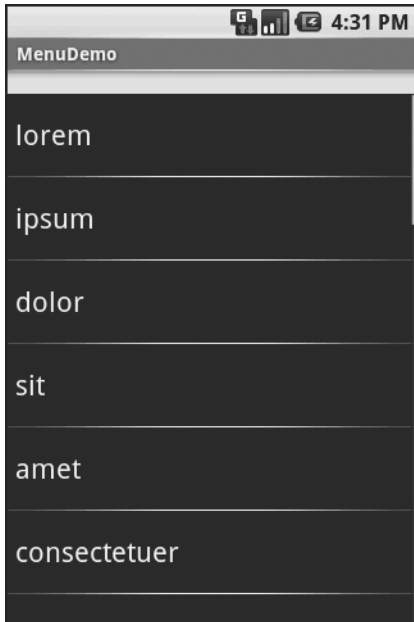 G
4:31 PM
MenuDemo
lorem
ipsum
dolor
sit
amet
consectetuer